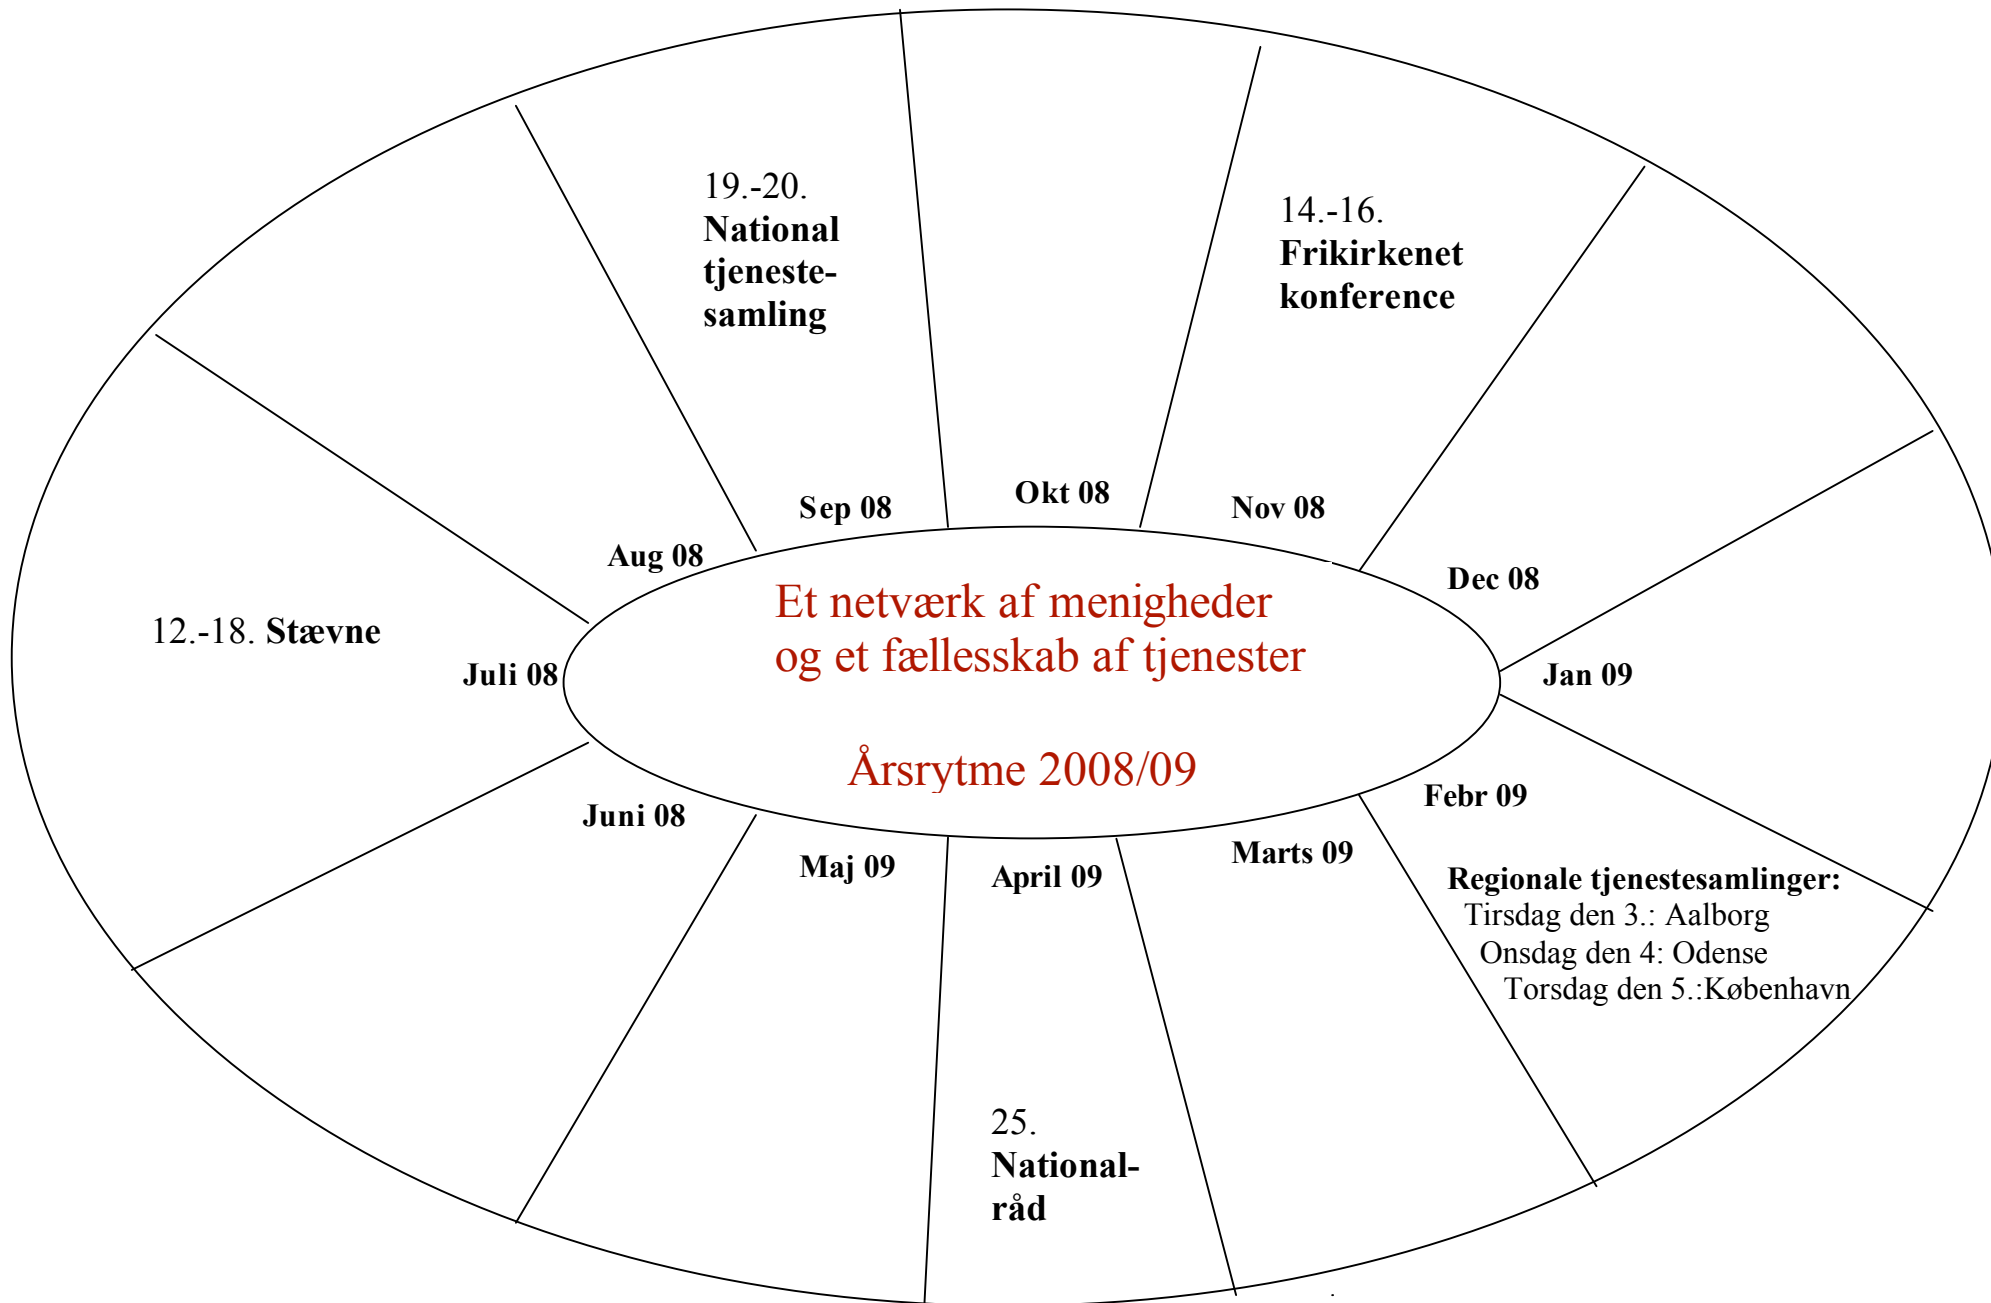 19.-20.
National
tjeneste-
samling
14.-16.
Frikirkenet
konference
Sep 08
Okt 08
Nov 08
Aug 08
Dec 08
12.-18. Stævne
Juli 08
Et netværk af menigheder
og et fællesskab af tjenester
Årsrytme 2008/09
Jan 09
Juni 08
Maj 09
April 09
Marts 09
Febr 09
Regionale tjenestesamlinger:
Tirsdag den 3.: Aalborg
Onsdag den 4: Odense
Torsdag den 5.:København
25.
National-
råd